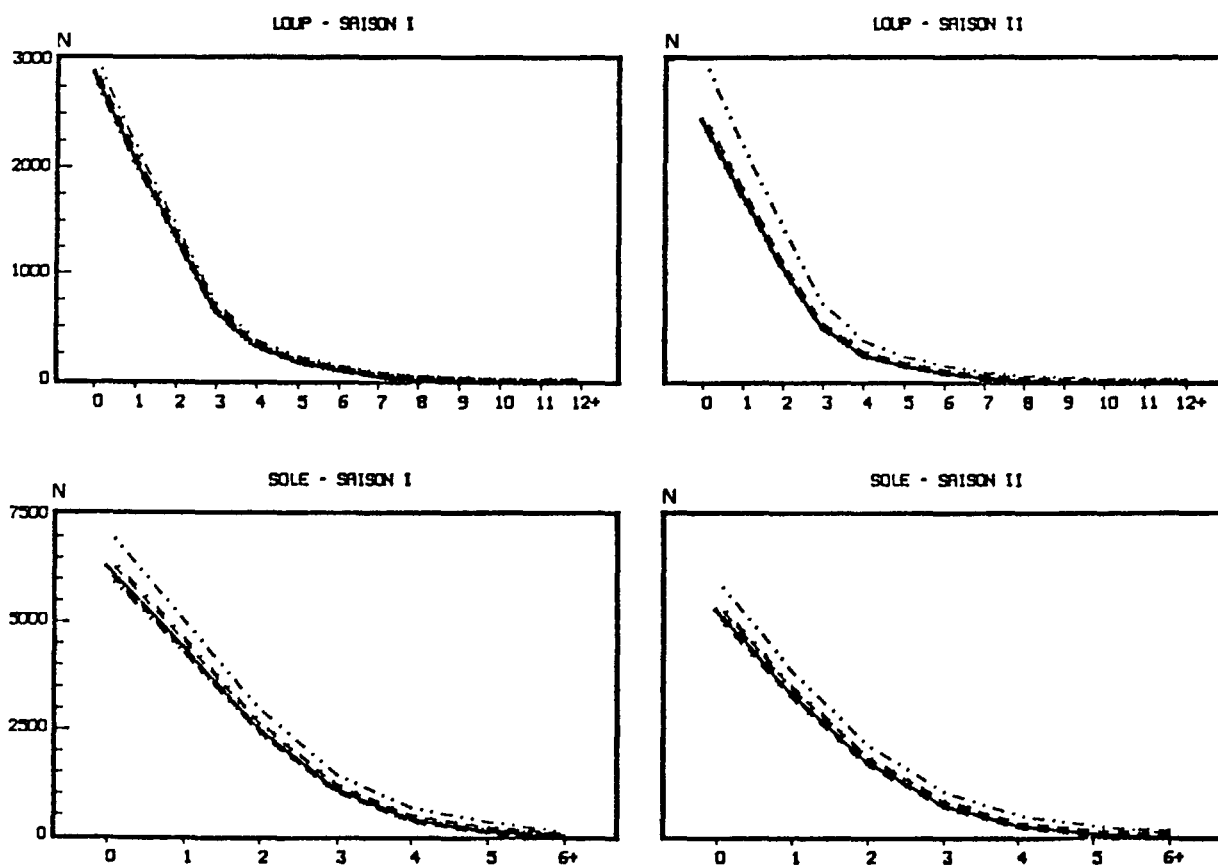 LOUP - SAISON I
N
3000
2000
1000
0
0 1 2 3 4 5 6 7 8 9 10 11 12+
LOUP - SAISON II
N
0 1 2 3 4 5 6 7 8 9 10 11 12+
SOLE - SAISON I
N
7500
5000
2500
0
0 1 2 3 4 5 6+
SOLE - SAISON II
N
0 1 2 3 4 5 6+